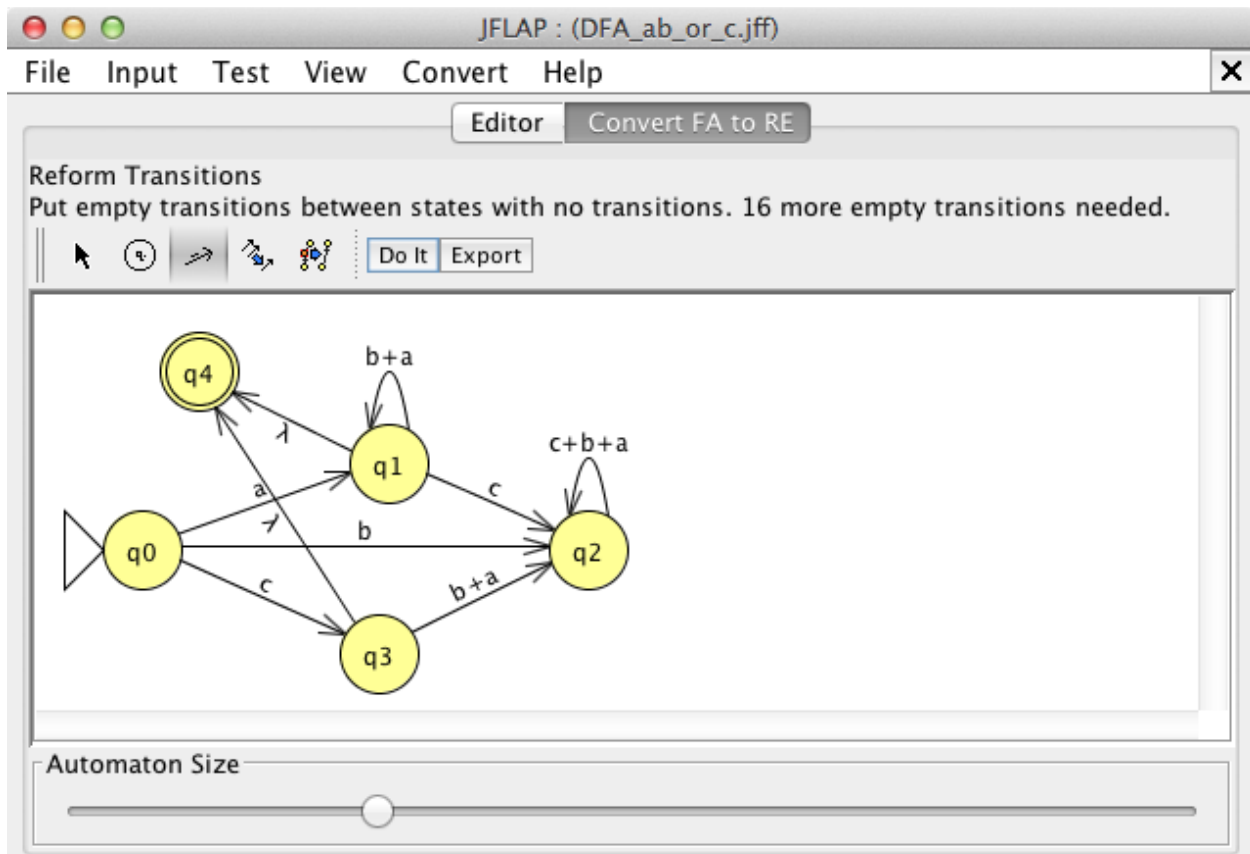 JFLAP : (DFA_ab_or_c.jff)
File Input Test View Convert Help
Editor Convert FA to RE
Reform Transitions
Put empty transitions between states with no transitions. 16 more empty transitions needed.
q Do It Export
b+a
q4
c+b+a
λ
q1
a
c
λ
b
q0
q2
c
b+a
q3
Automaton Size